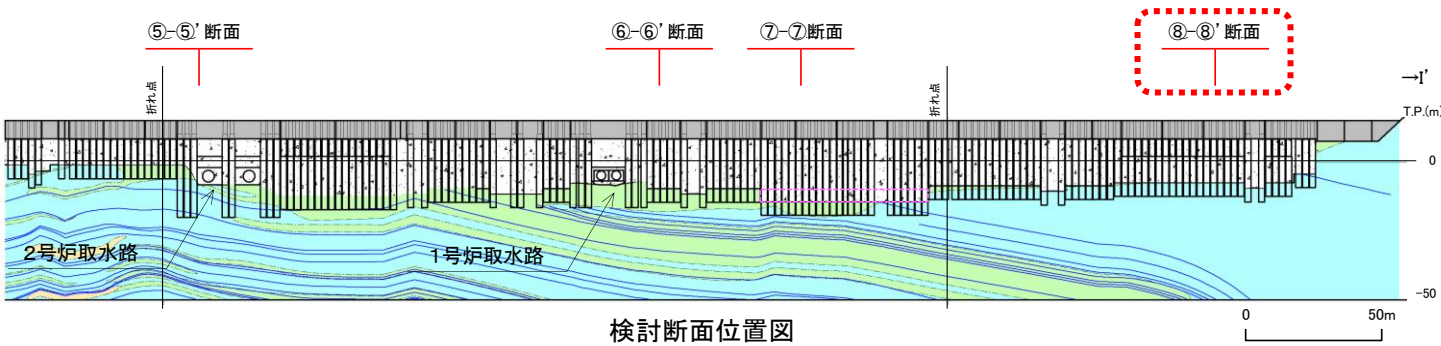 ⑤-⑤’断面
⑥-⑥’断面
⑦-⑦断面
⑧-⑧’断面
→I’
折れ点
折れ点
T.P.(m)
0
2号炉取水路
1号炉取水路
-50
検討断面位置図
0 50m